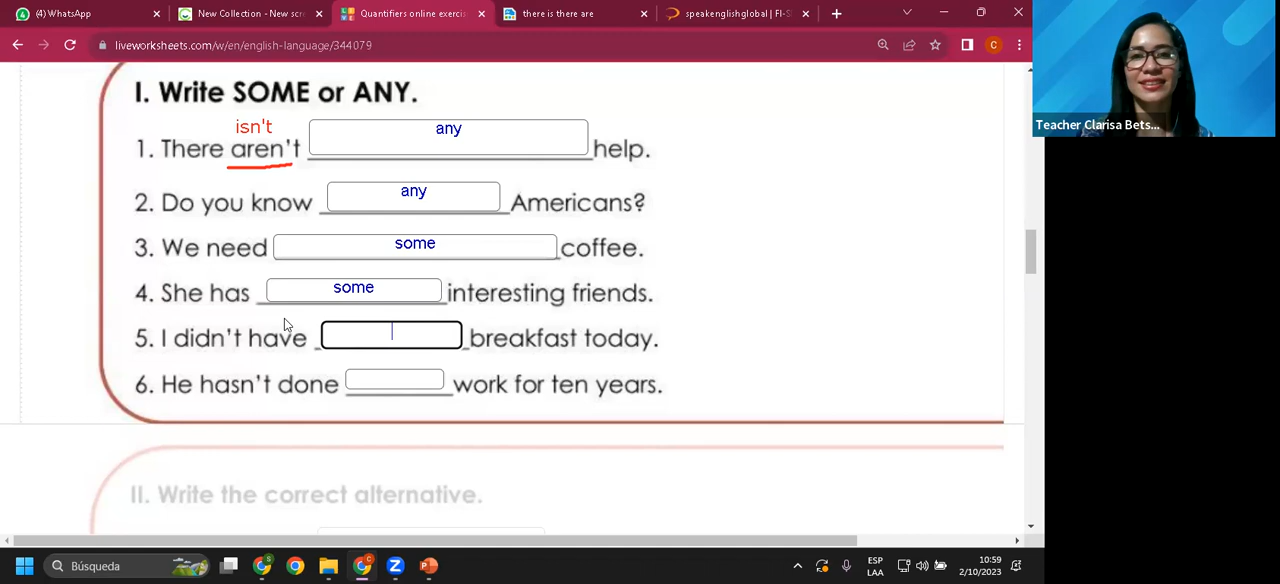 (4) WhatsApp
New Collection - New scre
Quantifiers online exercis
there is there are
speakenglishglobal | FI-S
liveworksheets.com/w/en/english-language/344079
I. Write SOME or ANY.
isn't
1. There aren't any help.
2. Do you know any Americans?
3. We need some coffee.
4. She has some interesting friends.
5. I didn't have breakfast today.
6. He hasn't done work for ten years.
II. Write the correct alternative.
Teacher Clarisa Bets...
Búsqueda
ESP
LAA
10:59
2/10/2023